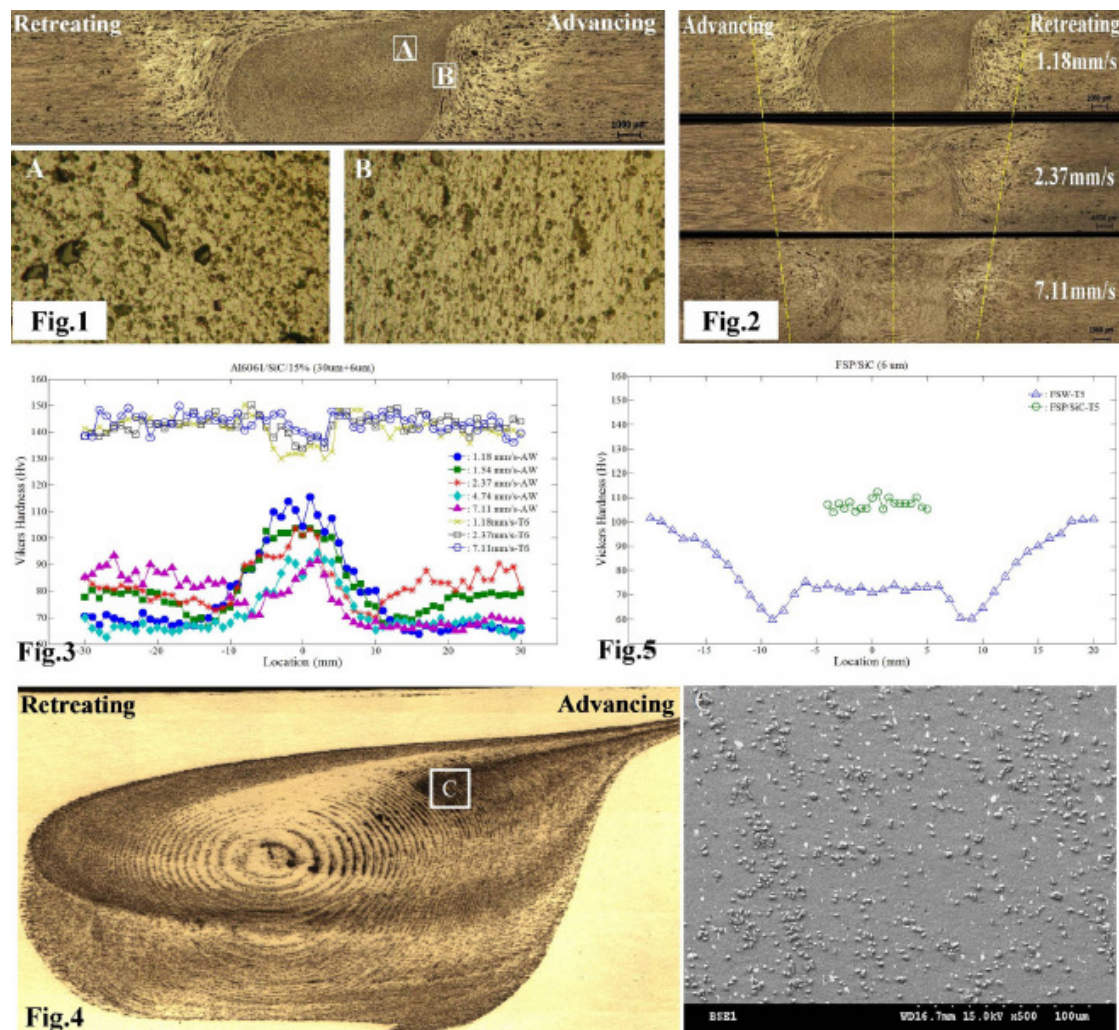 Retreating Advancing
A
B
1000 μm
A B
Fig.1
Advancing Retreating
1.18mm/s
2.37mm/s
7.11mm/s
Fig.2
Al6061/SiC/15% (30um+6um)
Vikers Hardness (Hv)
160
150
140
130
120
110
100
90
80
70
60
: 1.18 mm/s-AW
: 1.54 mm/s-AW
: 2.37 mm/s-AW
: 4.74 mm/s-AW
: 7.11 mm/s-AW
: 1.18mm/s-T6
: 2.37mm/s-T6
: 7.11mm/s-T6
-30 -20 -10 0 10 20 30
Location (mm)
Fig.3
FSP/SiC (6 um)
Vickers Hardness (Hv)
160
150
140
130
120
110
100
90
80
70
60
: FSW-T5
: FSP/SiC-T5
-15 -10 -5 0 5 10 15 20
Location (mm)
Fig.5
Retreating Advancing
C
Fig.4
C
BSE1 WD16.7mm 15.0kV x500 100um